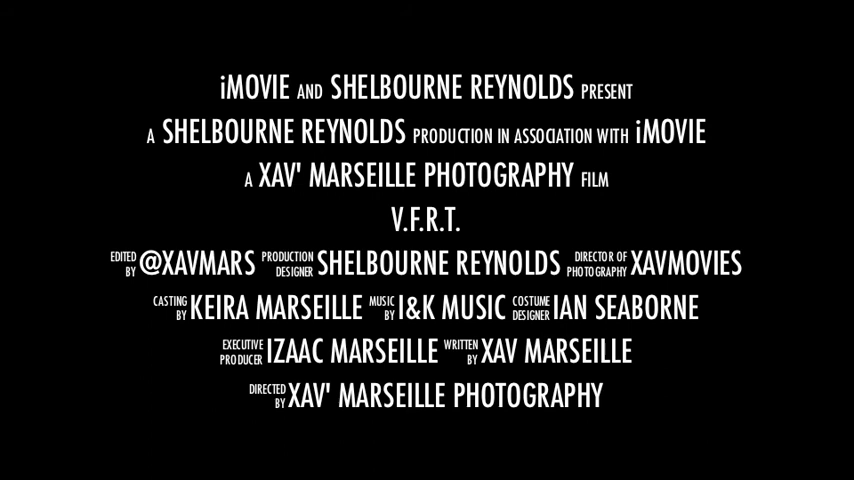 iMOVIE AND SHELBOURNE REYNOLDS PRESENT
A SHELBOURNE REYNOLDS PRODUCTION IN ASSOCIATION WITH iMOVIE
A XAV' MARSEILLE PHOTOGRAPHY FILM
V.F.R.T.
EDITED BY @XAVMARS PRODUCTION DESIGNER SHELBOURNE REYNOLDS DIRECTOR OF PHOTOGRAPHY XAVMOVIES
CASTING BY KEIRA MARSEILLE MUSIC BY I&K MUSIC COSTUME DESIGNER IAN SEABORNE
EXECUTIVE PRODUCER IZAAC MARSEILLE WRITTEN BY XAV MARSEILLE
DIRECTED BY XAV' MARSEILLE PHOTOGRAPHY